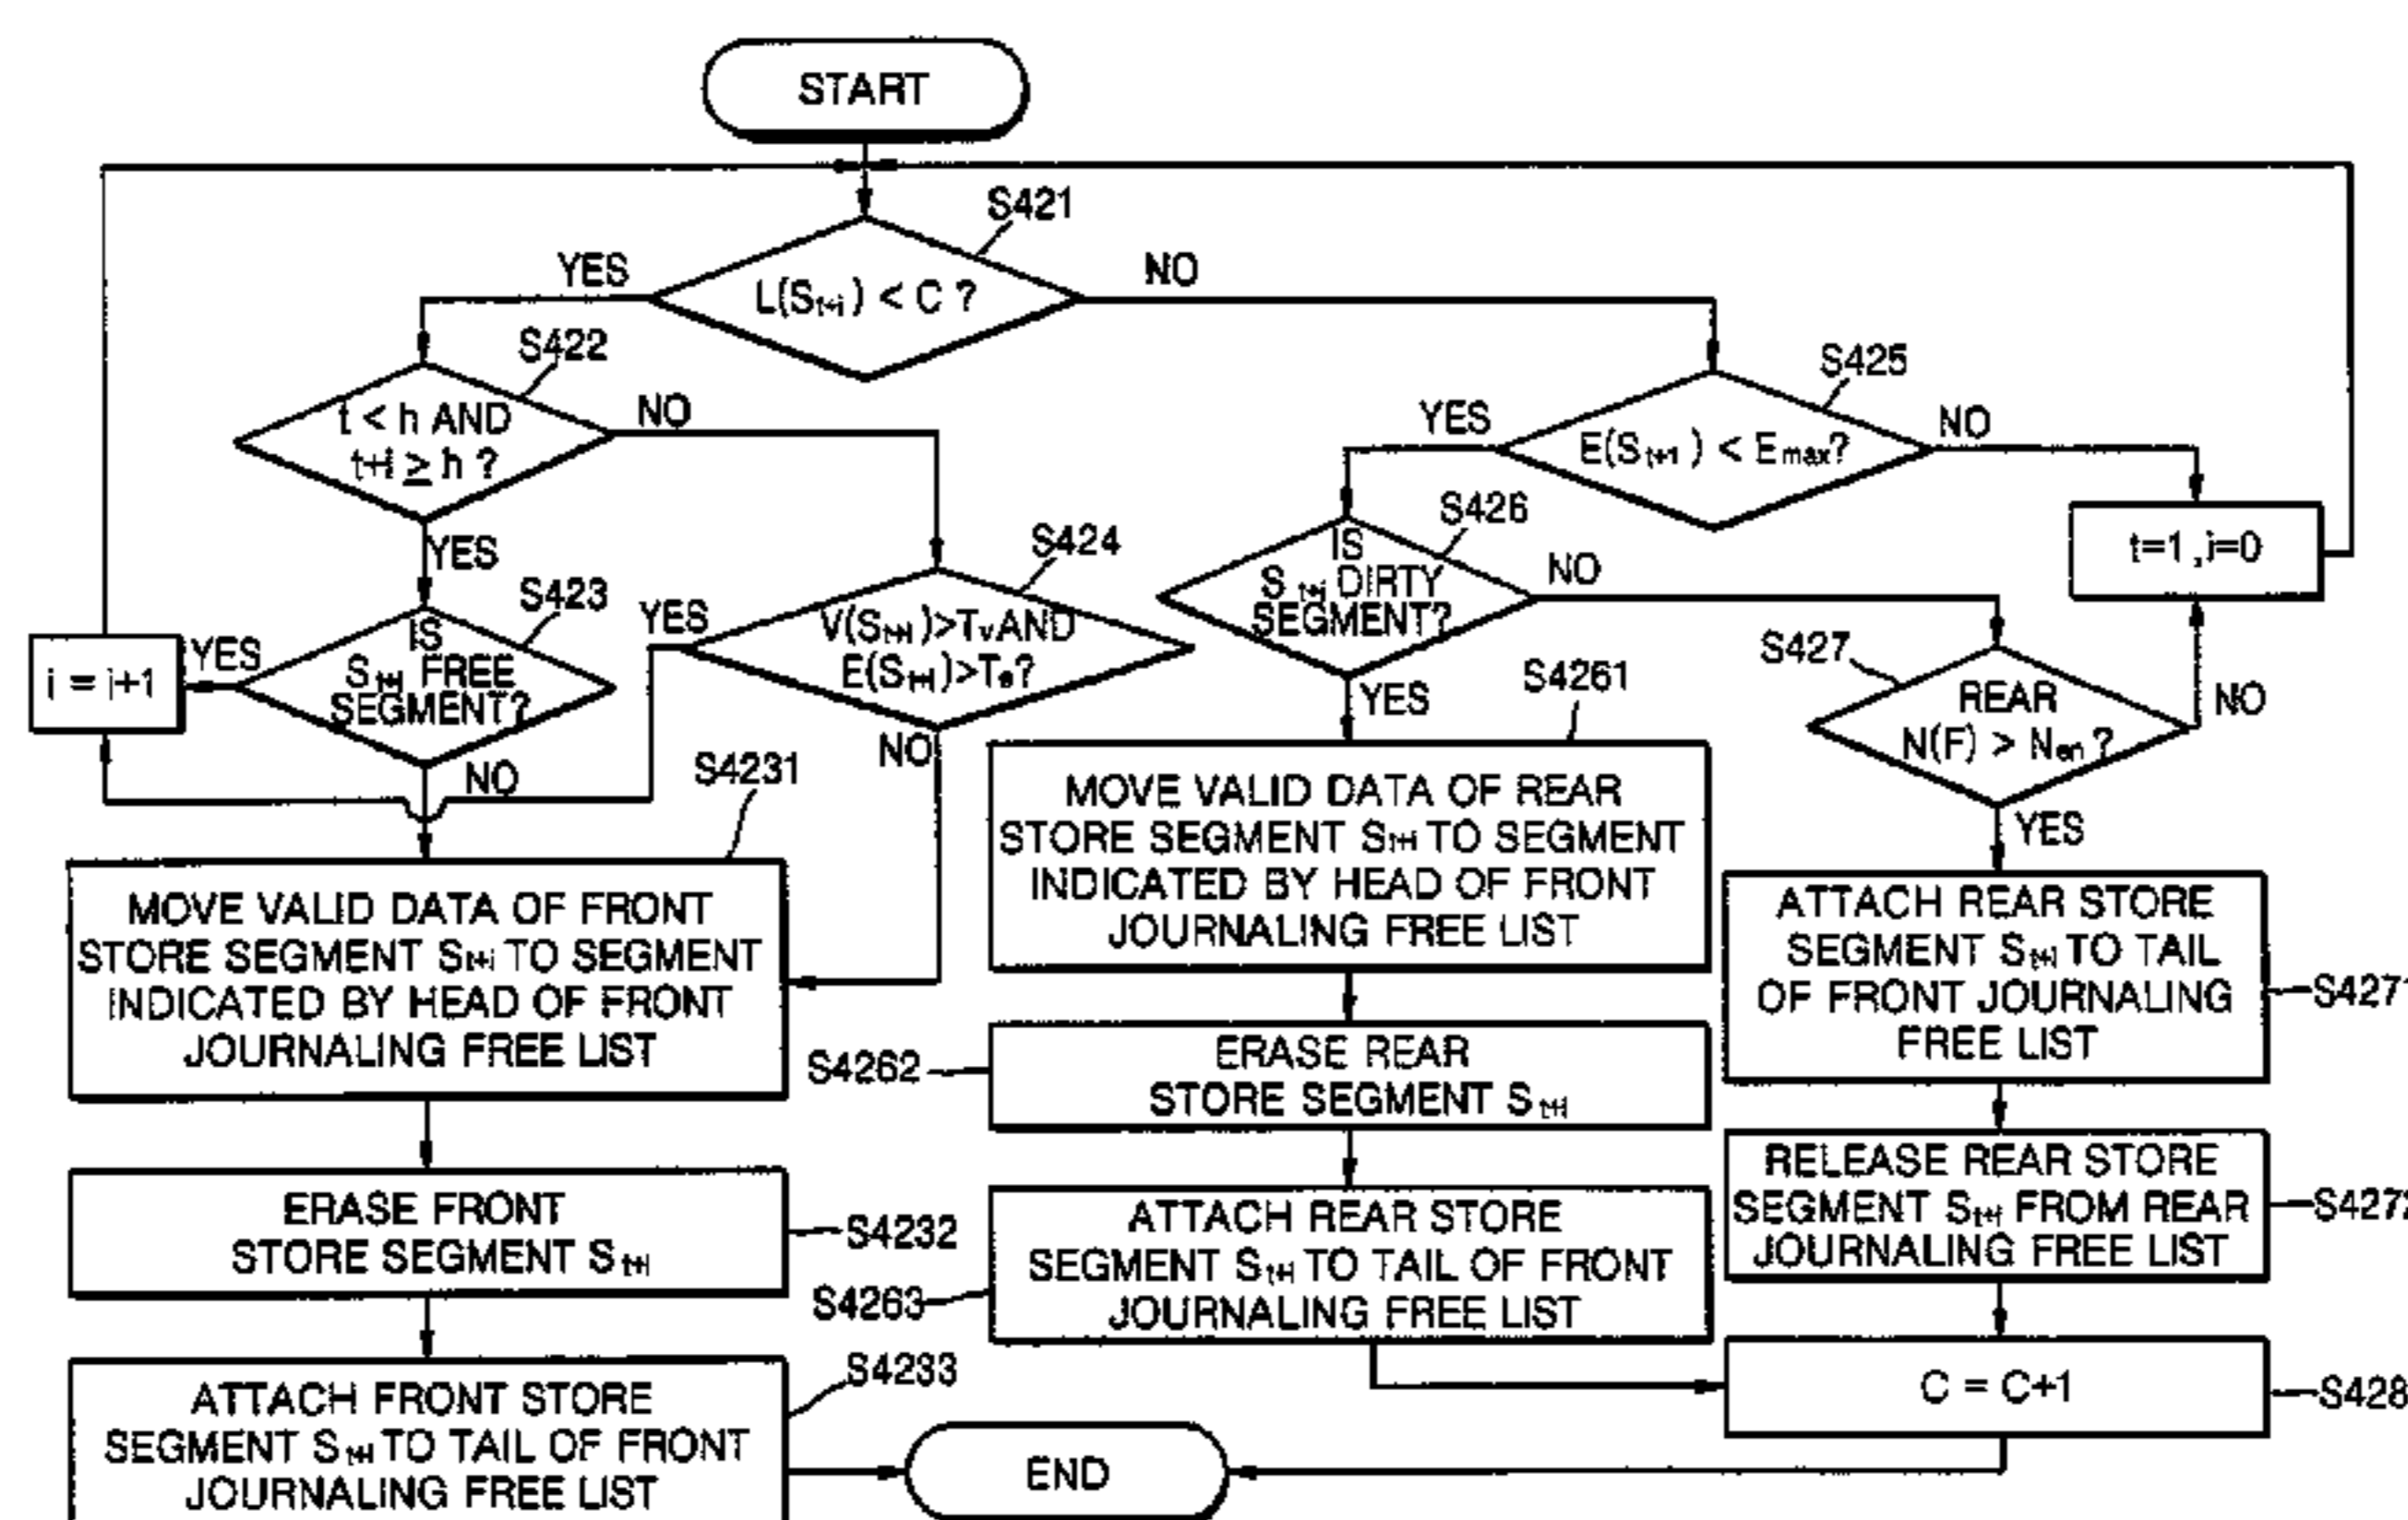 START
S421
YES
L(St+i) < C ?
NO
S422
t < h AND
t+i ≥ h ?
NO
YES
S425
YES
E(St+1) < Emax?
NO
t=1, i=0
S423
IS
St+i FREE
SEGMENT?
YES
i = i+1
NO
S424
YES
V(St+i)>Tv AND
E(St+i)>Te?
NO
S426
IS
St+i DIRTY
SEGMENT?
NO
YES
S427
REAR
N(F) > Nen ?
NO
YES
S4231
MOVE VALID DATA OF FRONT
STORE SEGMENT St+i TO SEGMENT
INDICATED BY HEAD OF FRONT
JOURNALING FREE LIST
S4261
MOVE VALID DATA OF REAR
STORE SEGMENT St+i TO SEGMENT
INDICATED BY HEAD OF FRONT
JOURNALING FREE LIST
ATTACH REAR STORE
SEGMENT St+i TO TAIL
OF FRONT JOURNALING
FREE LIST
S4271
S4262
ERASE REAR
STORE SEGMENT St+i
RELEASE REAR STORE
SEGMENT St+i FROM REAR
JOURNALING FREE LIST
S4272
ERASE FRONT
STORE SEGMENT St+i
S4232
S4263
ATTACH REAR STORE
SEGMENT St+i TO TAIL OF FRONT
JOURNALING FREE LIST
C = C+1
S428
S4233
ATTACH FRONT STORE
SEGMENT St+i TO TAIL OF FRONT
JOURNALING FREE LIST
END